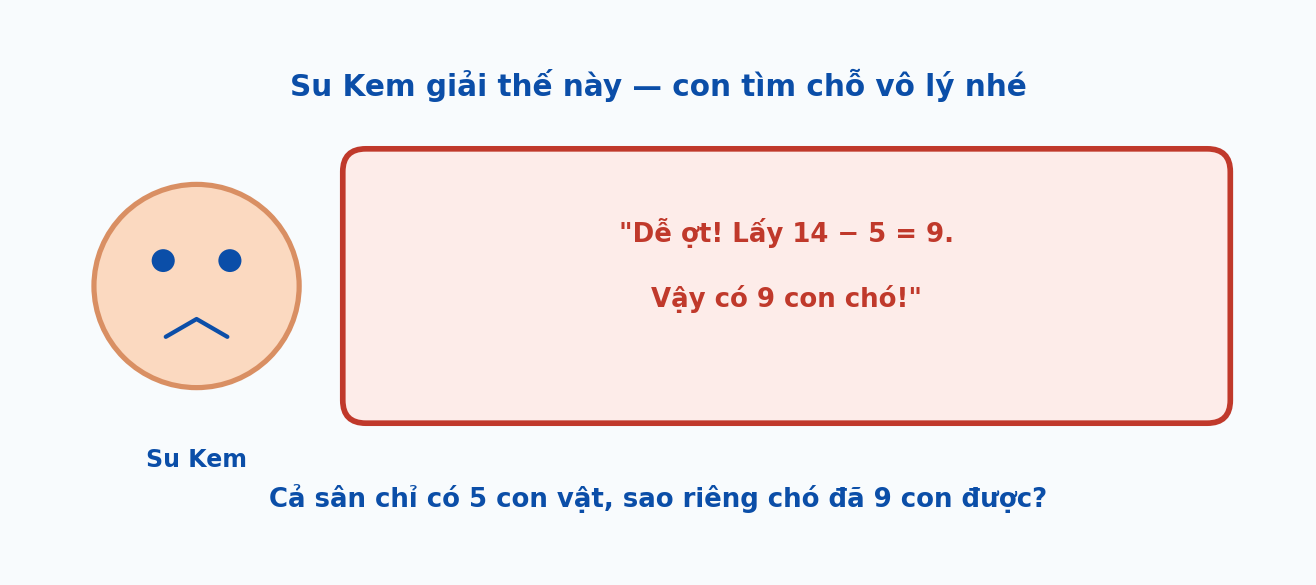 Su Kem giải thế này — con tìm chỗ vô lý nhé
"Dễ ợt! Lấy 14 − 5 = 9.
Vậy có 9 con chó!"
Su Kem
Cả sân chỉ có 5 con vật, sao riêng chó đã 9 con được?